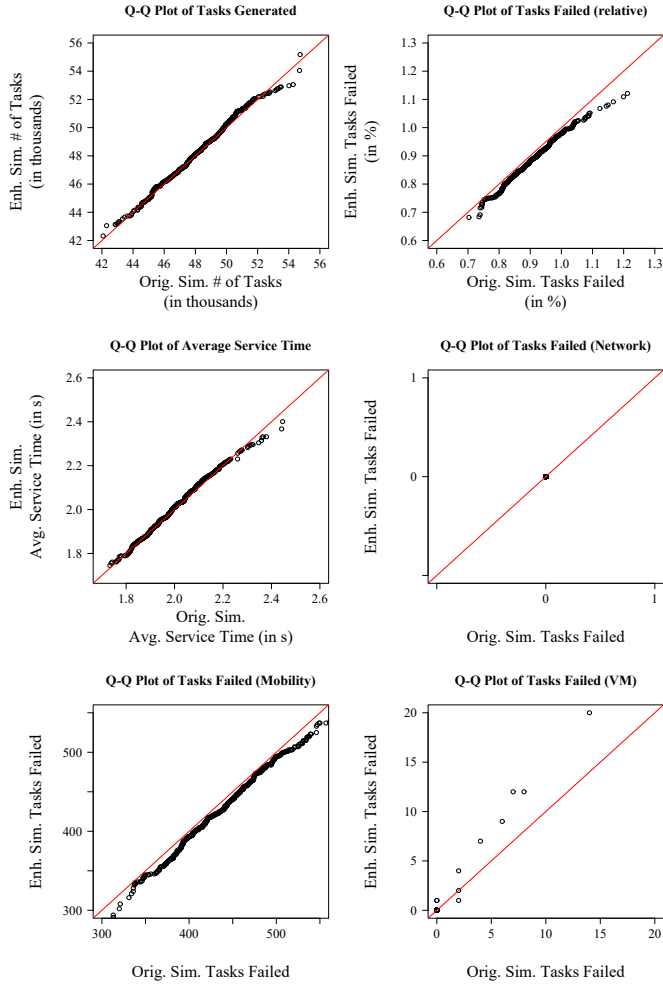 Q-Q Plot of Tasks Generated
Enh. Sim. # of Tasks
(in thousands)
56
54
52
50
48
46
44
42
42 44 46 48 50 52 54 56
Orig. Sim. # of Tasks
(in thousands)
Q-Q Plot of Tasks Failed (relative)
Enh. Sim. Tasks Failed
(in %)
1.3
1.2
1.1
1.0
0.9
0.8
0.7
0.6
0.6 0.7 0.8 0.9 1.0 1.1 1.2 1.3
Orig. Sim. Tasks Failed
(in %)
Q-Q Plot of Average Service Time
Enh. Sim.
Avg. Service Time (in s)
2.6
2.4
2.2
2.0
1.8
1.8 2.0 2.2 2.4 2.6
Orig. Sim.
Avg. Service Time (in s)
Q-Q Plot of Tasks Failed (Network)
Enh. Sim. Tasks Failed
1
0
0 1
Orig. Sim. Tasks Failed
Q-Q Plot of Tasks Failed (Mobility)
Enh. Sim. Tasks Failed
500
400
300
300 400 500
Orig. Sim. Tasks Failed
Q-Q Plot of Tasks Failed (VM)
Enh. Sim. Tasks Failed
20
15
10
5
0
0 5 10 15 20
Orig. Sim. Tasks Failed